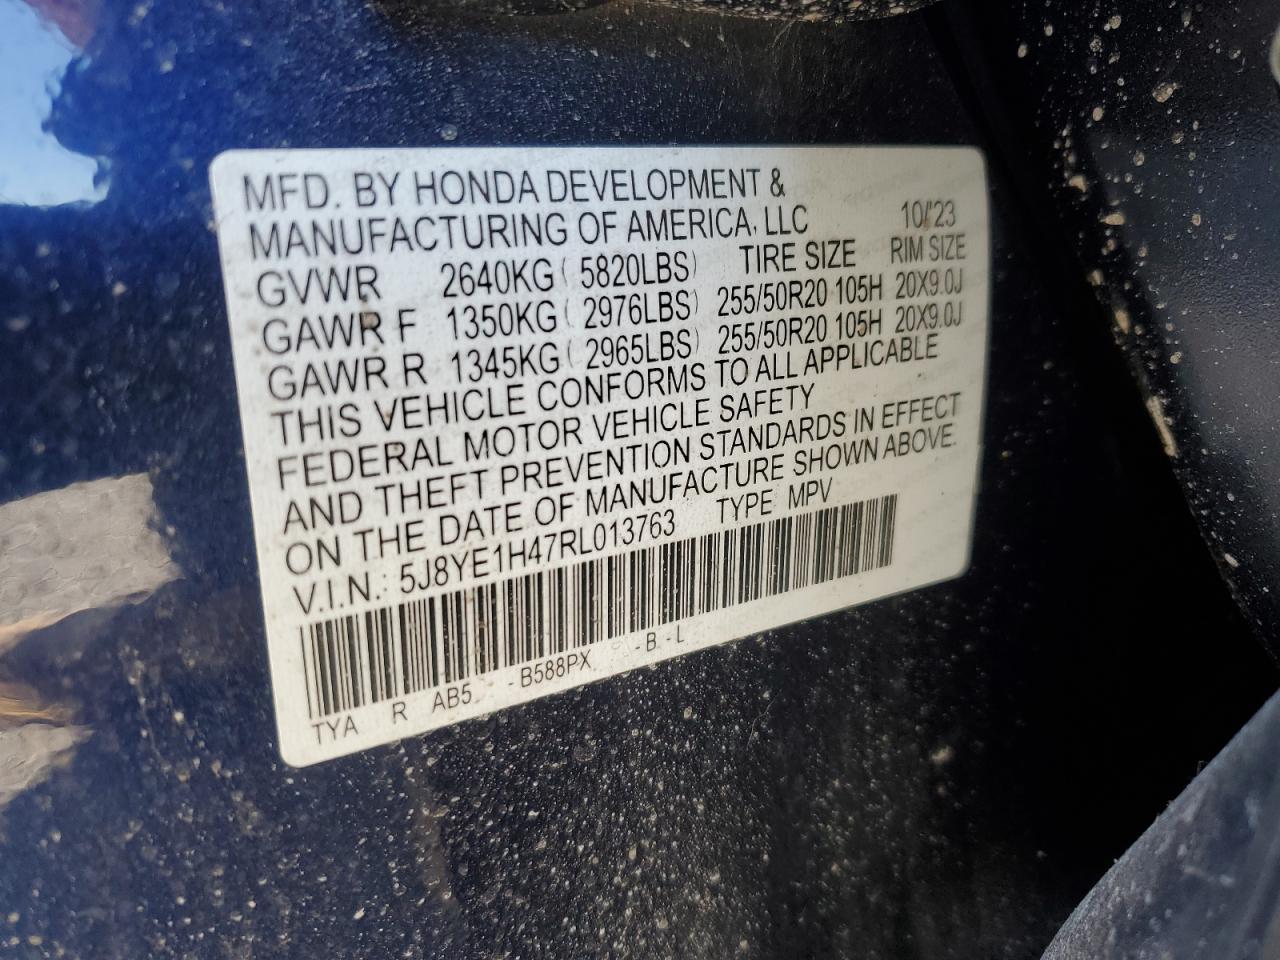 MFD. BY HONDA DEVELOPMENT &
MANUFACTURING OF AMERICA, LLC 10/'23
GVWR 2640KG ( 5820LBS) TIRE SIZE RIM SIZE
GAWR F 1350KG ( 2976LBS) 255/50R20 105H 20X9.0J
GAWR R 1345KG ( 2965LBS) 255/50R20 105H 20X9.0J
THIS VEHICLE CONFORMS TO ALL APPLICABLE
FEDERAL MOTOR VEHICLE SAFETY
AND THEFT PREVENTION STANDARDS IN EFFECT
ON THE DATE OF MANUFACTURE SHOWN ABOVE.
V.I.N.: 5J8YE1H47RL013763 TYPE MPV
TYA R AB5 -B588PX -B -L